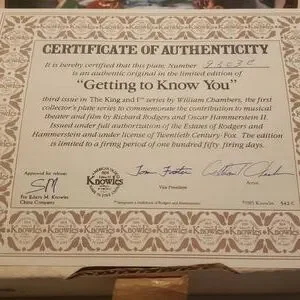 CERTIFICATE OF AUTHENTICITY
It is hereby certified that this plate Number
is an authentic original in the limited edition of
"Getting to Know You"
third issue in The King and I™ series by William Chambers, the first
collector's plate series to commemorate the contribution to musical
theater and film by Richard Rodgers and Oscar Hammerstein II.
Issued under full authorization of the Estates of Rodgers and
Hammerstein and under license of Twentieth Century-Fox. The edition
is limited to a firing period of one hundred fifty firing days.
Approved for release:
For Edwin M. Knowles
China Company
Knowles
Vice-President
Artist
©1985 Knowles 542-C